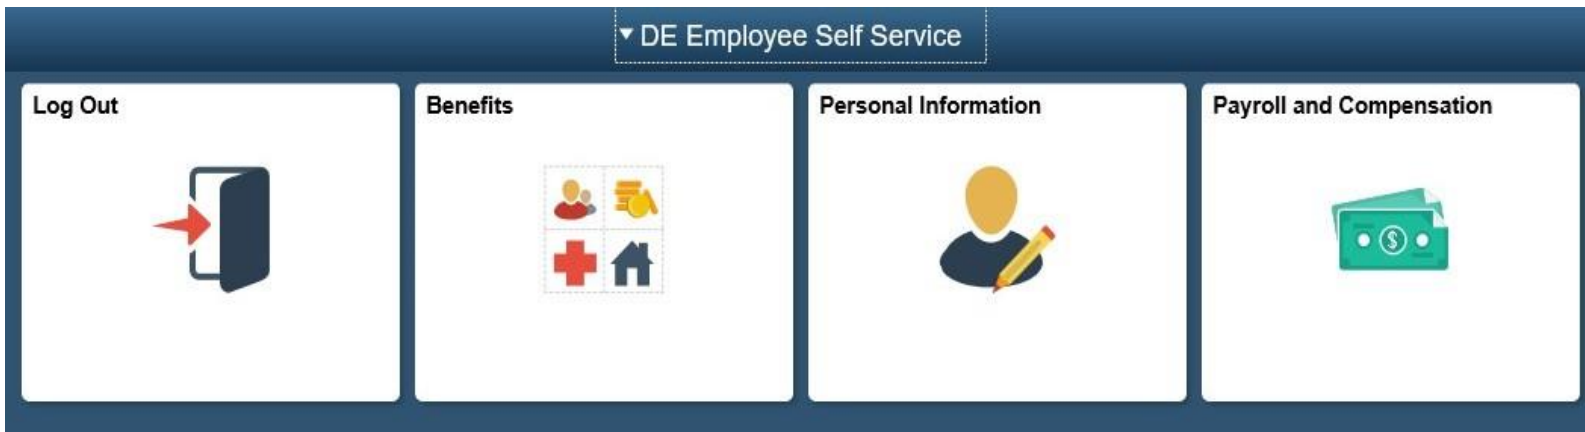 DE Employee Self Service
Log Out
Benefits
Personal Information
Payroll and Compensation
$